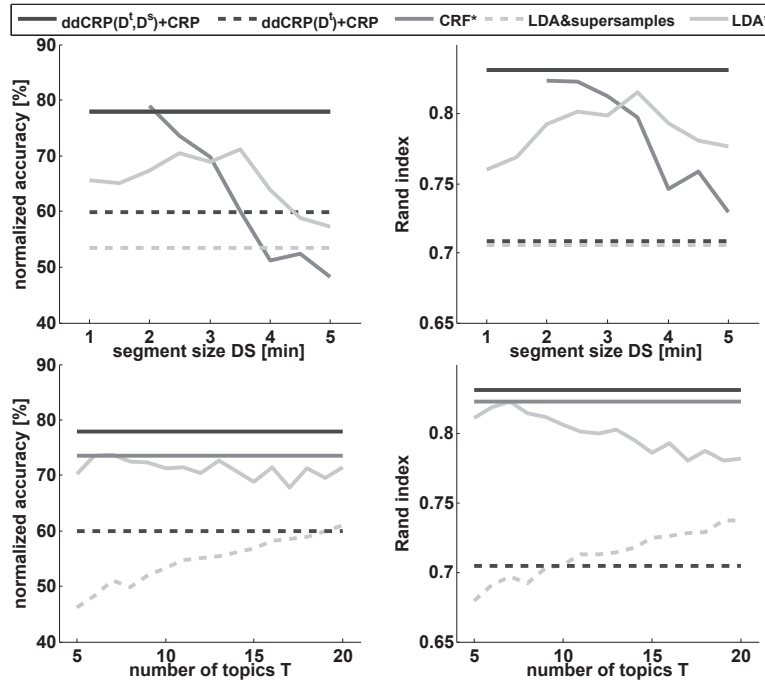 ddCRP(Dᵗ,Dˢ)+CRP ddCRP(Dᵗ)+CRP CRF* LDA&supersamples LDA*
normalized accuracy [%]
90
80
70
60
50
40
1 2 3 4 5
segment size DS [min]
Rand index
0.8
0.75
0.7
0.65
1 2 3 4 5
segment size DS [min]
normalized accuracy [%]
90
80
70
60
50
40
5 10 15 20
number of topics T
Rand index
0.8
0.75
0.7
0.65
5 10 15 20
number of topics T